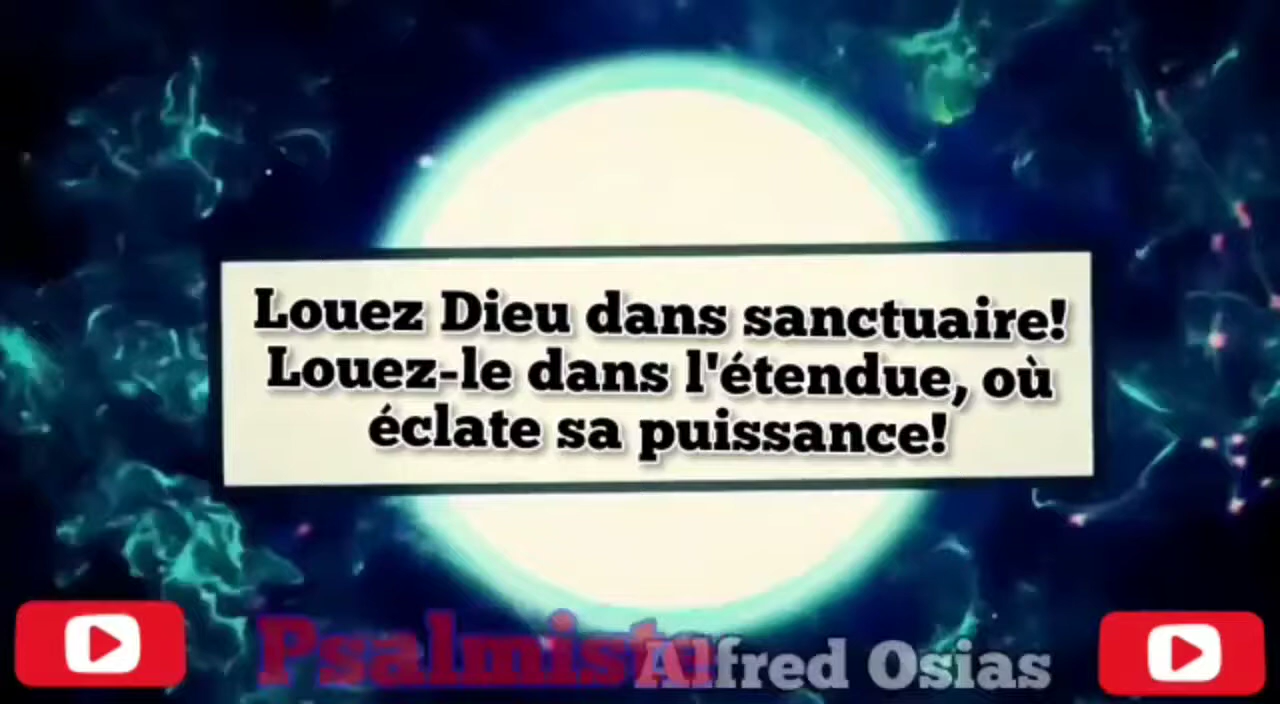 Louez Dieu dans sanctuaire!
Louez-le dans l'étendue, où
éclate sa puissance!
Psalmiste Alfred Osias